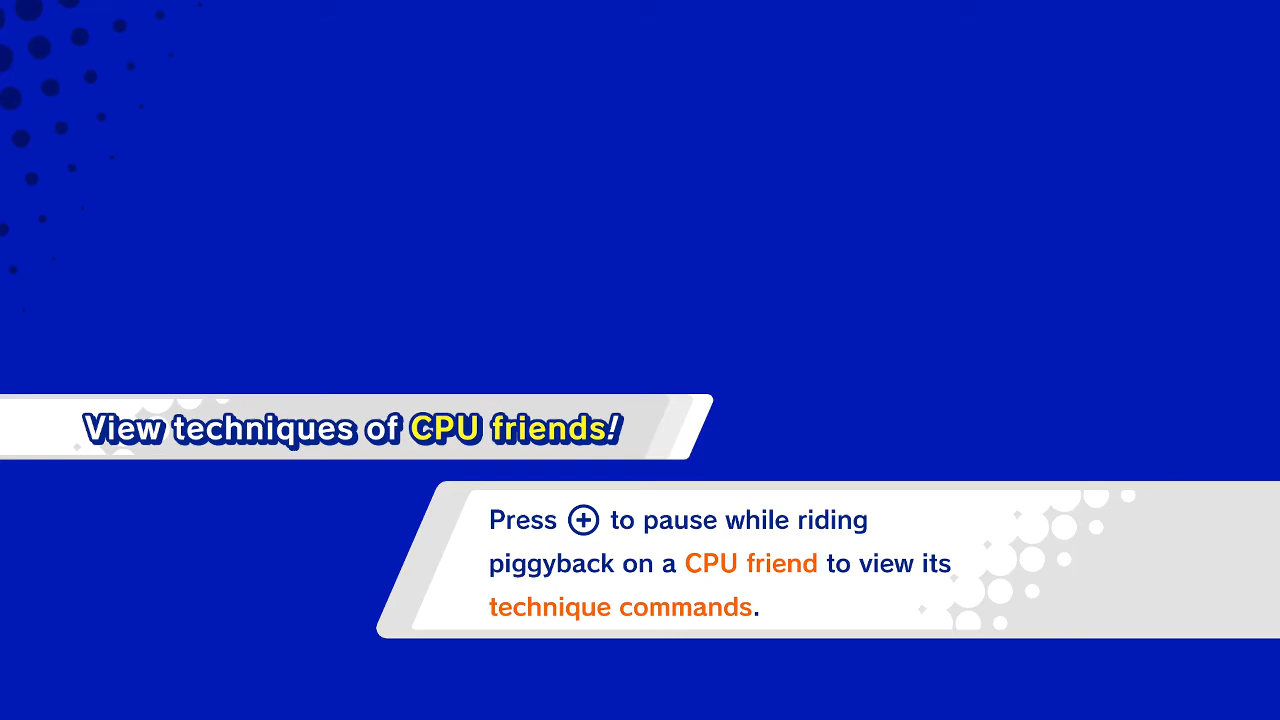 View techniques of CPU friends!
Press ⊕ to pause while riding
piggyback on a CPU friend to view its
technique commands.